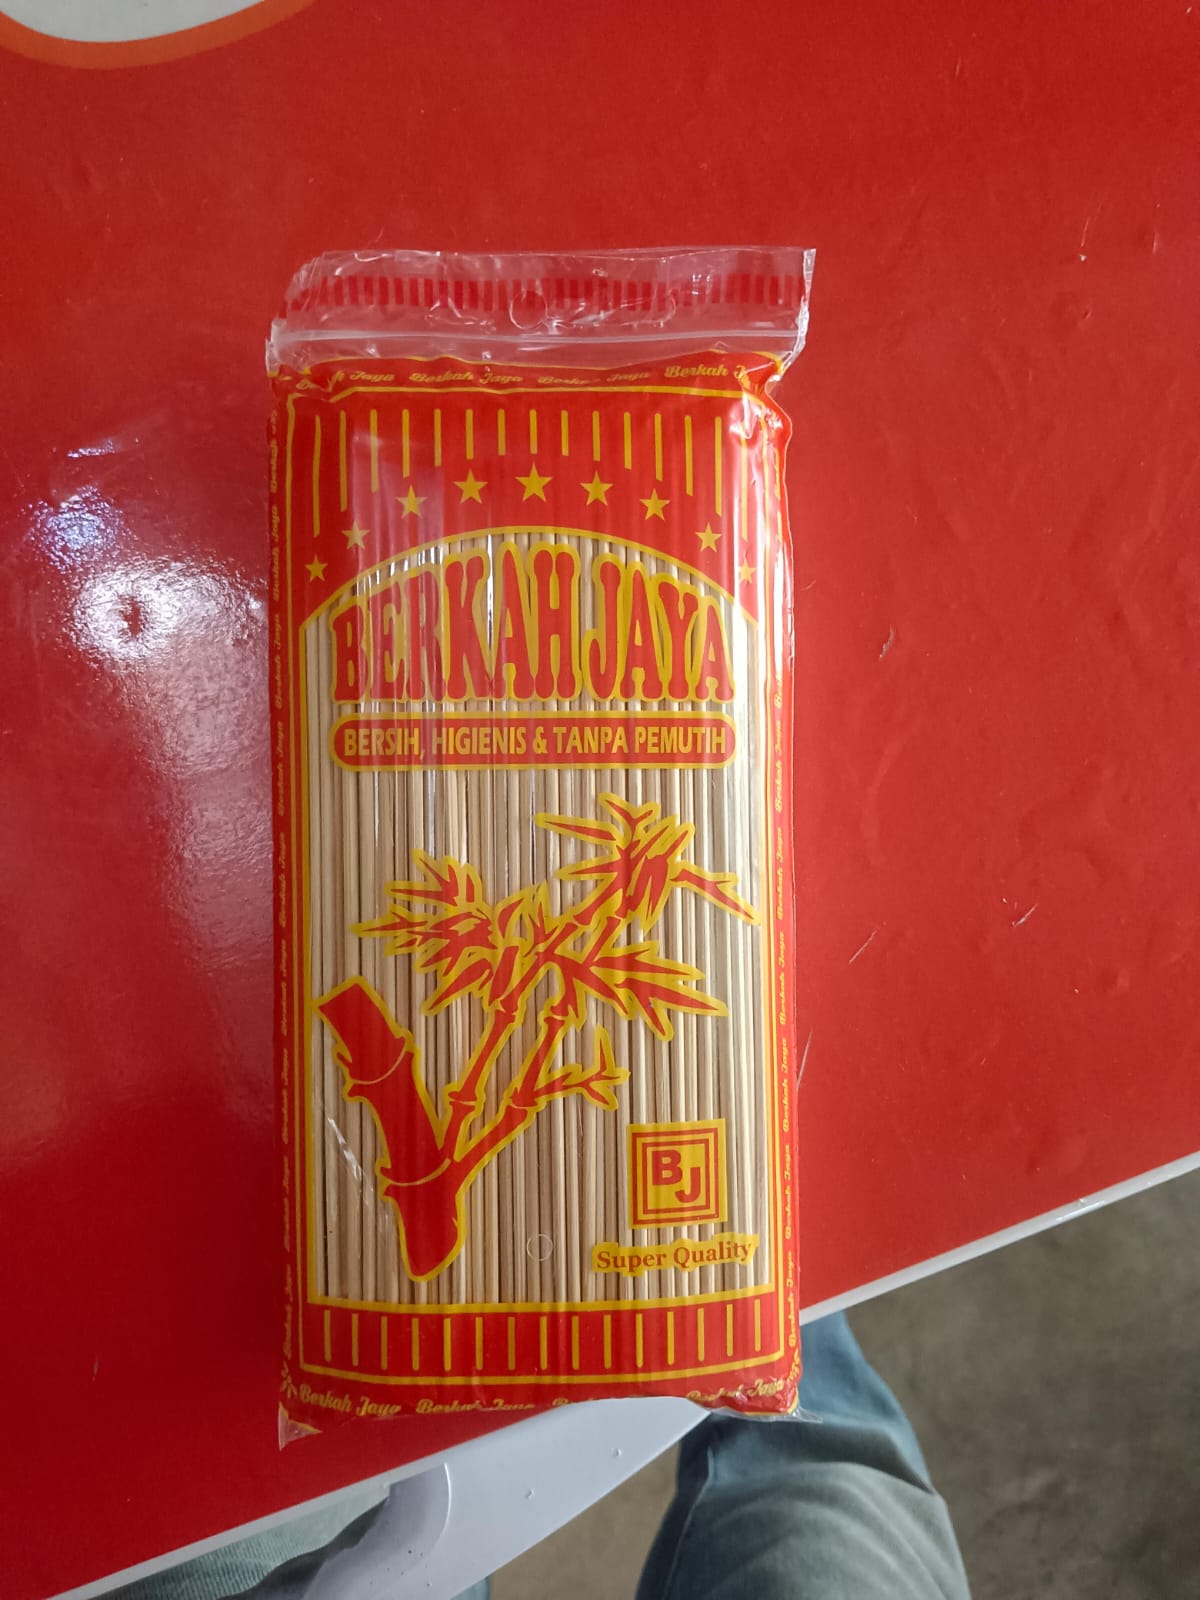 Jaya Berkah Jaya Berkah Jaya Berkah
BERKAH JAYA
BERSIH, HIGIENIS & TANPA PEMUTIH
BJ
Super Quality
Berkah Jaya Berkah Jaya Berkah Jaya